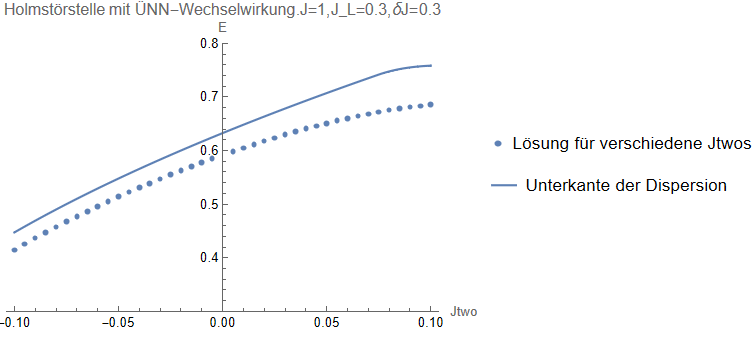 Holmstörstelle mit ÜNN-Wechselwirkung.J=1,J_L=0.3,δJ=0.3
E
0.8
0.7
0.6
0.5
0.4
-0.10 -0.05 0.00 0.05 0.10 Jtwo
Lösung für verschiedene Jtwos
Unterkante der Dispersion